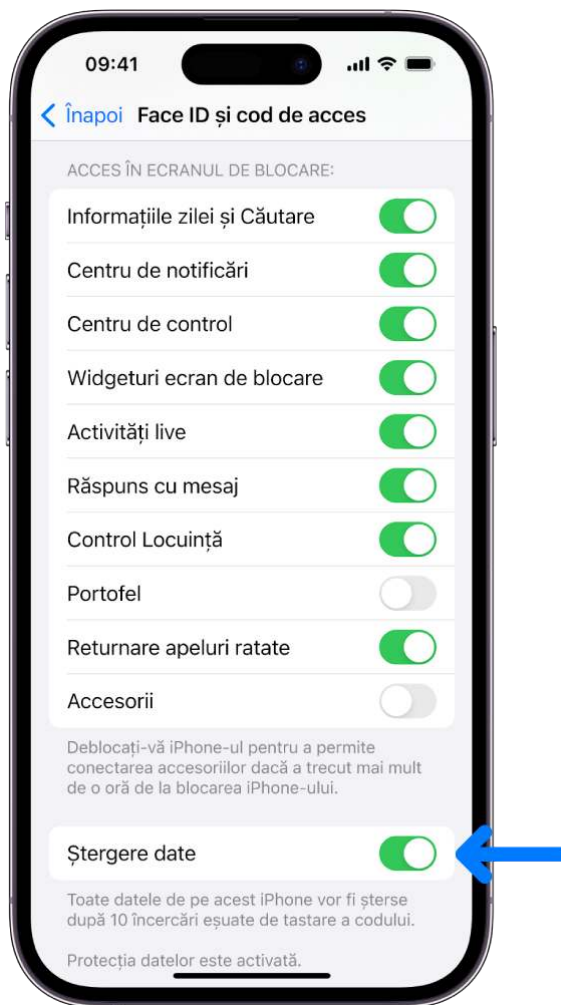 09:41
Înapoi Face ID și cod de acces
ACCES ÎN ECRANUL DE BLOCARE:
Informațiile zilei și Căutare
Centru de notificări
Centru de control
Widgeturi ecran de blocare
Activități live
Răspuns cu mesaj
Control Locuință
Portofel
Returnare apeluri ratate
Accesorii
Deblocați-vă iPhone-ul pentru a permite
conectarea accesoriilor dacă a trecut mai mult
de o oră de la blocarea iPhone-ului.
Ștergere date
Toate datele de pe acest iPhone vor fi șterse
după 10 încercări eșuate de tastare a codului.
Protecția datelor este activată.